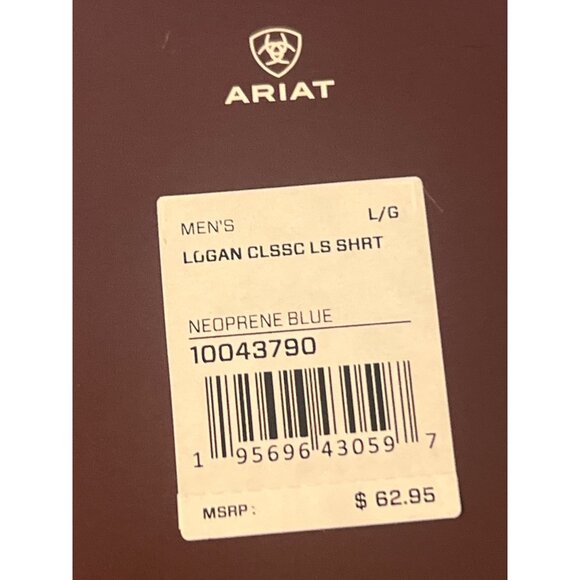 ARIAT
MEN'S L/G
LOGAN CLSSC LS SHRT
NEOPRENE BLUE
10043790
1 95696 43059 7
MSRP: $ 62.95